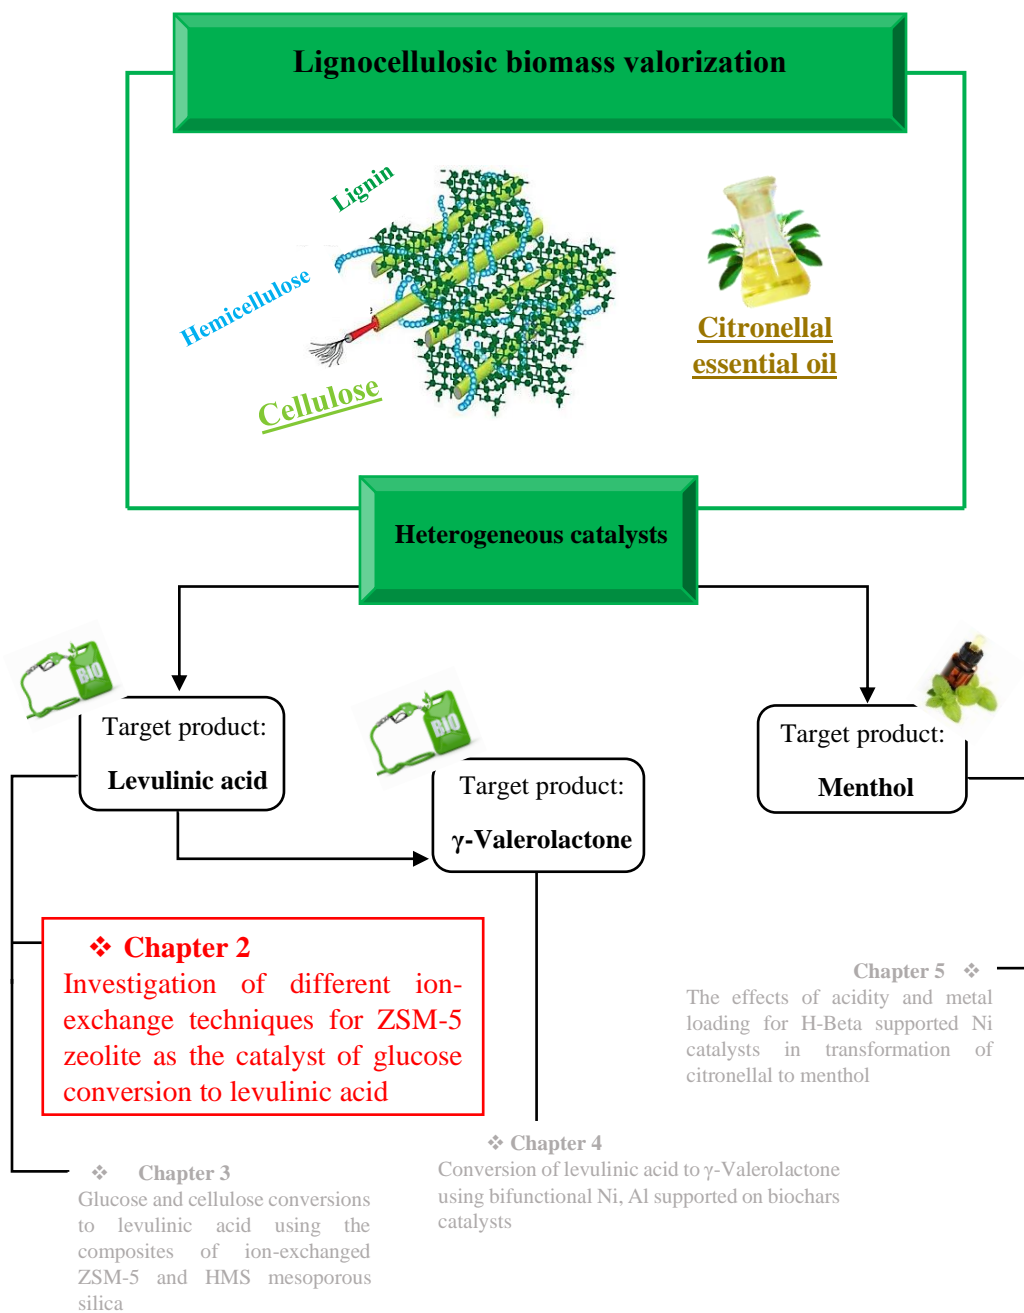 Lignocellulosic biomass valorization
Lignin
Hemicellulose
Cellulose
Citronellal
essential oil
Heterogeneous catalysts
BIO
Target product:
Levulinic acid
BIO
Target product:
γ-Valerolactone
Target product:
Menthol
❖ Chapter 2
Investigation of different ion-
exchange techniques for ZSM-5
zeolite as the catalyst of glucose
conversion to levulinic acid
Chapter 5 ❖
The effects of acidity and metal
loading for H-Beta supported Ni
catalysts in transformation of
citronellal to menthol
❖ Chapter 4
Conversion of levulinic acid to γ-Valerolactone
using bifunctional Ni, Al supported on biochars
catalysts
❖ Chapter 3
Glucose and cellulose conversions
to levulinic acid using the
composites of ion-exchanged
ZSM-5 and HMS mesoporous
silica